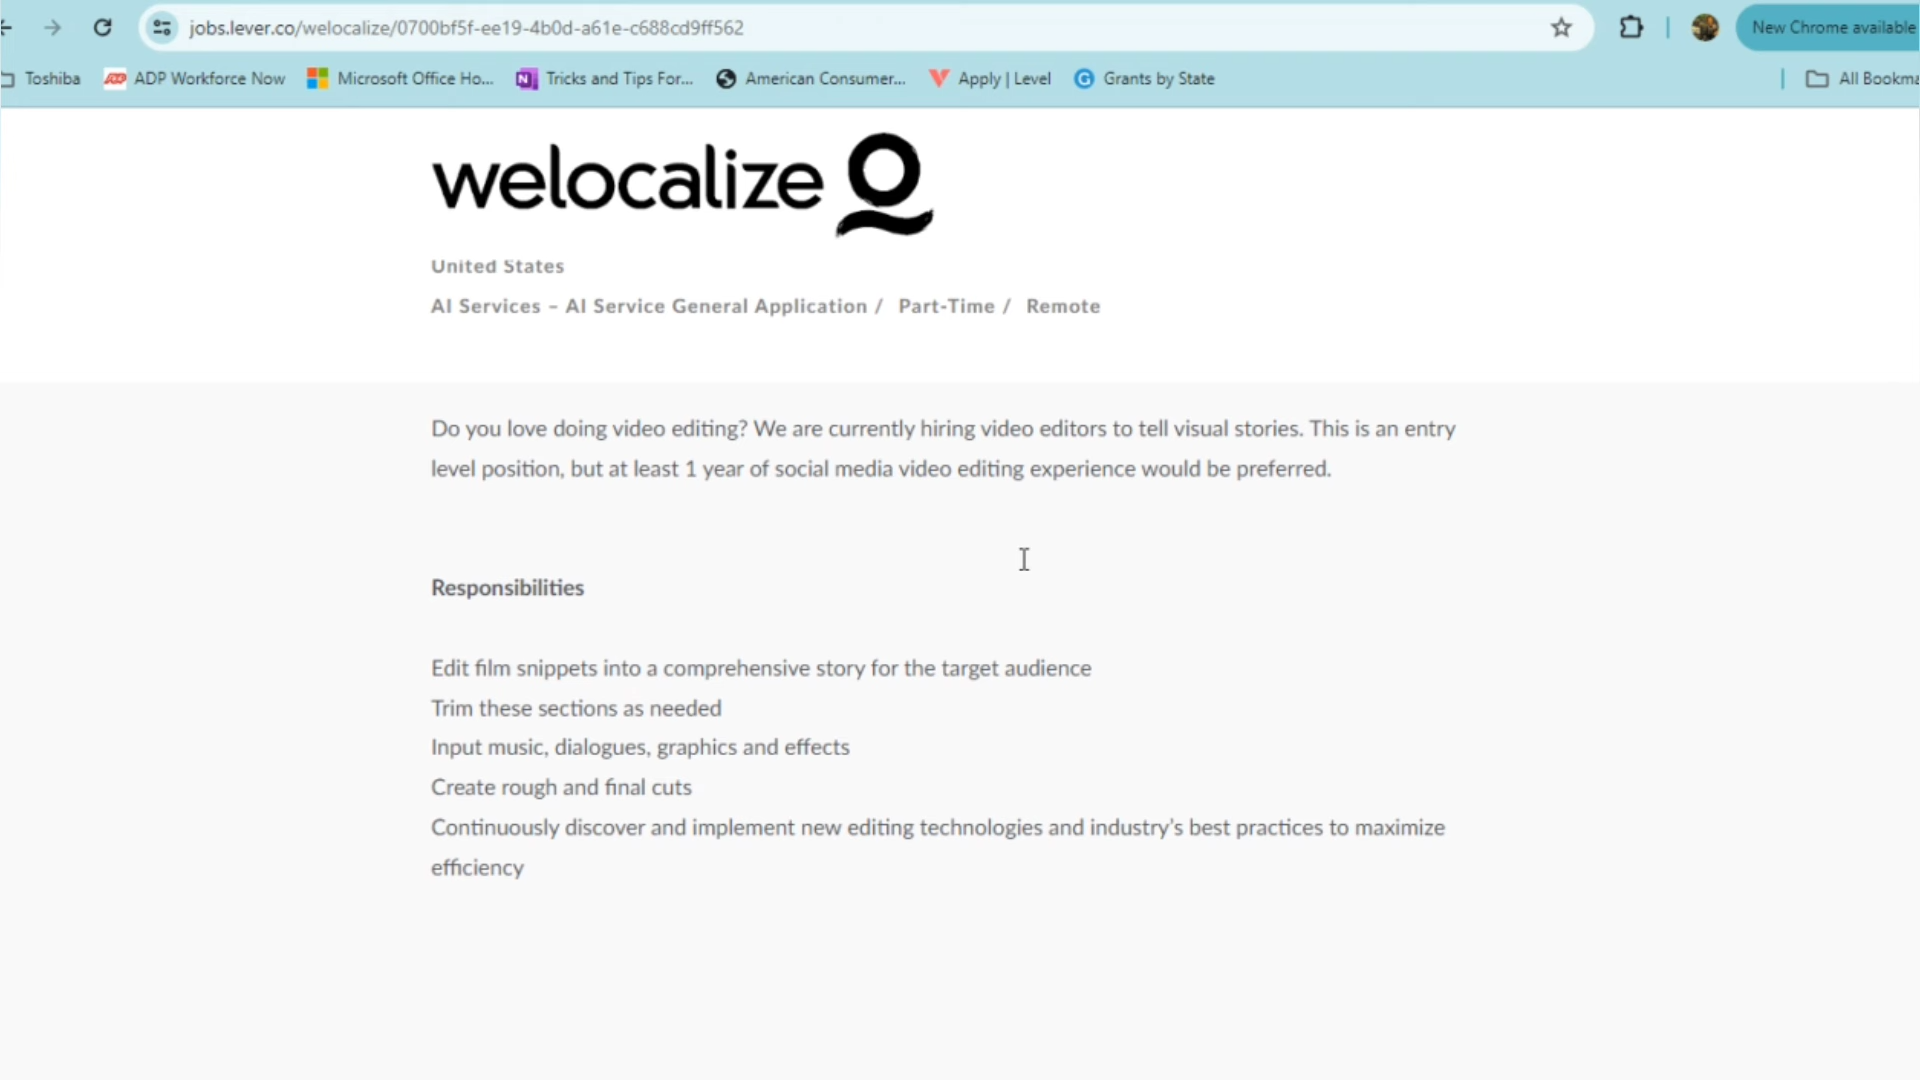 jobs.lever.co/welocalize/0700bf5f-ee19-4b0d-a61e-c688cd9ff562
New Chrome available
Toshiba ADP Workforce Now Microsoft Office Ho... Tricks and Tips For... American Consumer... Apply | Level Grants by State All Bookma
welocalize
United States
AI Services – AI Service General Application / Part-Time / Remote
Do you love doing video editing? We are currently hiring video editors to tell visual stories. This is an entry
level position, but at least 1 year of social media video editing experience would be preferred.
Responsibilities
Edit film snippets into a comprehensive story for the target audience
Trim these sections as needed
Input music, dialogues, graphics and effects
Create rough and final cuts
Continuously discover and implement new editing technologies and industry's best practices to maximize
efficiency